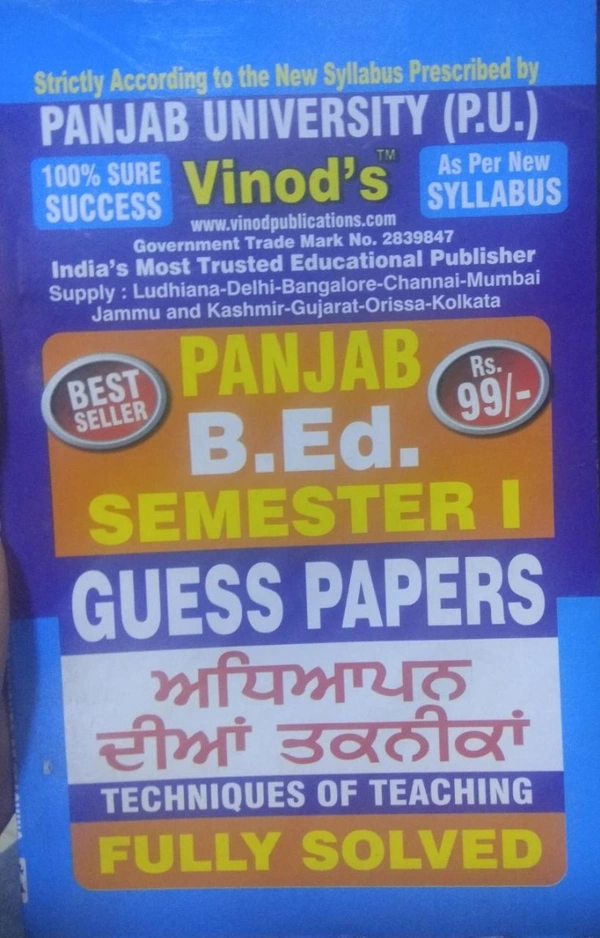 Strictly According to the New Syllabus Prescribed by
PANJAB UNIVERSITY (P.U.)
100% SURE
SUCCESS
Vinod's™
As Per New
SYLLABUS
www.vinodpublications.com
Government Trade Mark No. 2839847
India's Most Trusted Educational Publisher
Supply : Ludhiana-Delhi-Bangalore-Channai-Mumbai
Jammu and Kashmir-Gujarat-Orissa-Kolkata
BEST
SELLER
PANJAB
Rs.
99/-
B.Ed.
SEMESTER I
GUESS PAPERS
ਅਧਿਆਪਨ
ਦੀਆਂ ਤਕਨੀਕਾਂ
TECHNIQUES OF TEACHING
FULLY SOLVED